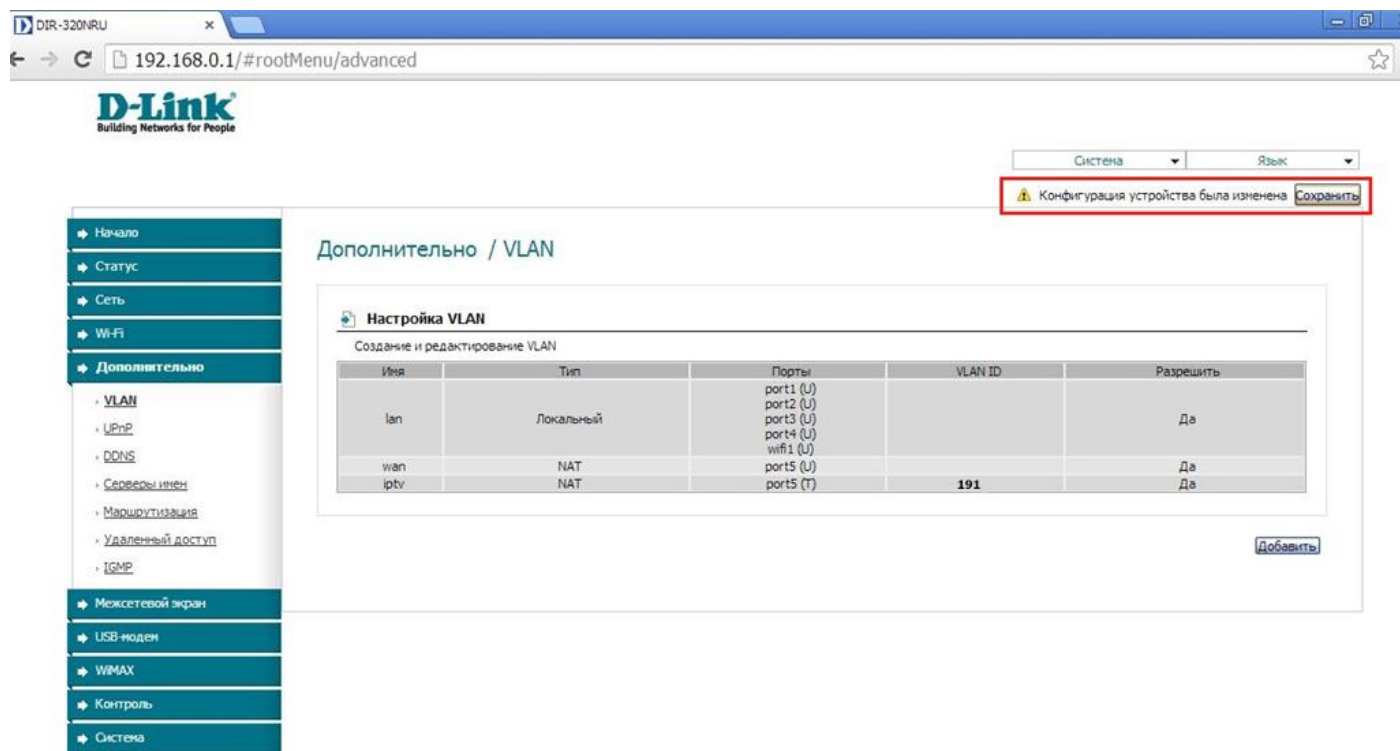 DIR-320NRU
192.168.0.1/#rootMenu/advanced
D-Link
Building Networks for People
Система Язык
Конфигурация устройства была изменена Сохранить
Начало
Статус
Сеть
Wi-Fi
Дополнительно
VLAN
UPnP
DDNS
Серверы имен
Маршрутизация
Удаленный доступ
IGMP
Межсетевой экран
USB-модем
WiMAX
Контроль
Система
Дополнительно / VLAN
Настройка VLAN
Создание и редактирование VLAN
Имя Тип Порты VLAN ID Разрешить
lan Локальный port1 (U) Да
port2 (U)
port3 (U)
port4 (U)
wifi1 (U)
wan NAT port5 (U) Да
iptv NAT port5 (T) 191 Да
Добавить